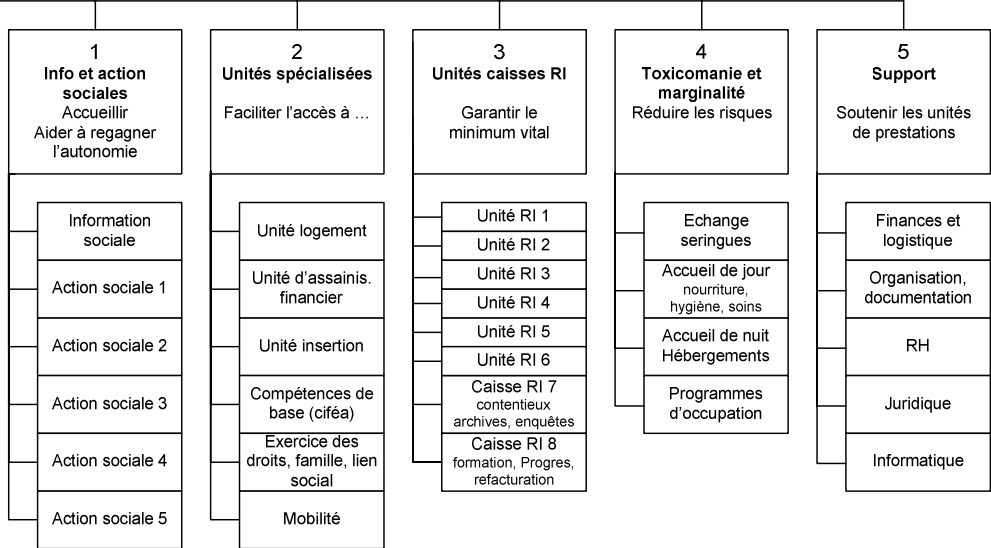 1
Info et action
sociales
Accueillir
Aider à regagner
l'autonomie
Information
sociale
Action sociale 1
Action sociale 2
Action sociale 3
Action sociale 4
Action sociale 5
2
Unités spécialisées
Faciliter l'accès à ...
Unité logement
Unité d'assainis.
financier
Unité insertion
Compétences de
base (ciféa)
Exercice des
droits, famille, lien
social
Mobilité
3
Unités caisses RI
Garantir le
minimum vital
Unité RI 1
Unité RI 2
Unité RI 3
Unité RI 4
Unité RI 5
Unité RI 6
Caisse RI 7
contentieux
archives, enquêtes
Caisse RI 8
formation, Progres,
refacturation
4
Toxicomanie et
marginalité
Réduire les risques
Echange
seringues
Accueil de jour
nourriture,
hygiène, soins
Accueil de nuit
Hébergements
Programmes
d'occupation
5
Support
Soutenir les unités
de prestations
Finances et
logistique
Organisation,
documentation
RH
Juridique
Informatique